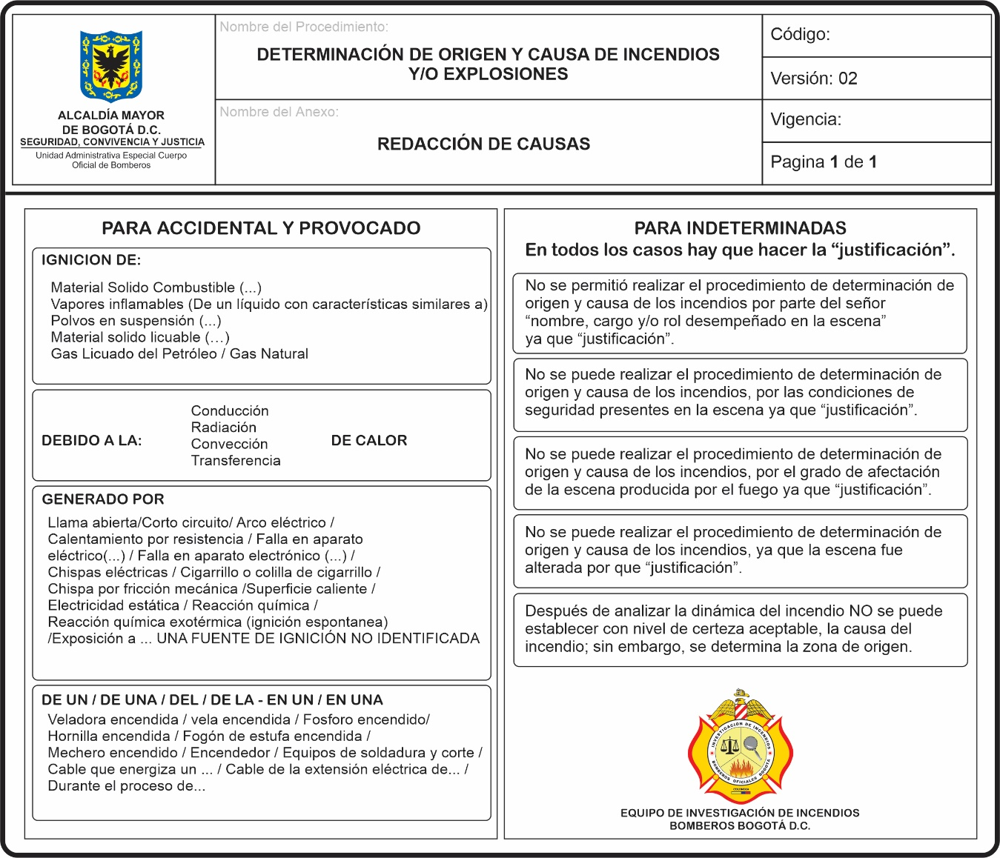 ALCALDÍA MAYOR
DE BOGOTÁ D.C.
SEGURIDAD, CONVIVENCIA Y JUSTICIA
Unidad Administrativa Especial Cuerpo
Oficial de Bomberos
Nombre del Procedimiento:
DETERMINACIÓN DE ORIGEN Y CAUSA DE INCENDIOS
Y/O EXPLOSIONES
Nombre del Anexo:
REDACCIÓN DE CAUSAS
Código:
Versión: 02
Vigencia:
Pagina 1 de 1
PARA ACCIDENTAL Y PROVOCADO
IGNICION DE:
Material Solido Combustible (...)
Vapores inflamables (De un líquido con características similares a)
Polvos en suspensión (...)
Material solido licuable (…)
Gas Licuado del Petróleo / Gas Natural
DEBIDO A LA:
Conducción
Radiación
Convección
Transferencia
DE CALOR
GENERADO POR
Llama abierta/Corto circuito/ Arco eléctrico /
Calentamiento por resistencia / Falla en aparato
eléctrico(...) / Falla en aparato electrónico (...) /
Chispas eléctricas / Cigarrillo o colilla de cigarrillo /
Chispa por fricción mecánica /Superficie caliente /
Electricidad estática / Reacción química /
Reacción química exotérmica (ignición espontanea)
/Exposición a ... UNA FUENTE DE IGNICIÓN NO IDENTIFICADA
DE UN / DE UNA / DEL / DE LA - EN UN / EN UNA
Veladora encendida / vela encendida / Fosforo encendido/
Hornilla encendida / Fogón de estufa encendida /
Mechero encendido / Encendedor / Equipos de soldadura y corte /
Cable que energiza un ... / Cable de la extensión eléctrica de... /
Durante el proceso de...
PARA INDETERMINADAS
En todos los casos hay que hacer la “justificación”.
No se permitió realizar el procedimiento de determinación de
origen y causa de los incendios por parte del señor
“nombre, cargo y/o rol desempeñado en la escena”
ya que “justificación”.
No se puede realizar el procedimiento de determinación de
origen y causa de los incendios, por las condiciones de
seguridad presentes en la escena ya que “justificación”.
No se puede realizar el procedimiento de determinación de
origen y causa de los incendios, por el grado de afectación
de la escena producida por el fuego ya que “justificación”.
No se puede realizar el procedimiento de determinación de
origen y causa de los incendios, ya que la escena fue
alterada por que “justificación”.
Después de analizar la dinámica del incendio NO se puede
establecer con nivel de certeza aceptable, la causa del
incendio; sin embargo, se determina la zona de origen.
INVESTIGACIÓN DE INCENDIOS
BOMBEROS OFICIALES BOGOTÁ
COLOMBIA
EQUIPO DE INVESTIGACIÓN DE INCENDIOS
BOMBEROS BOGOTÁ D.C.